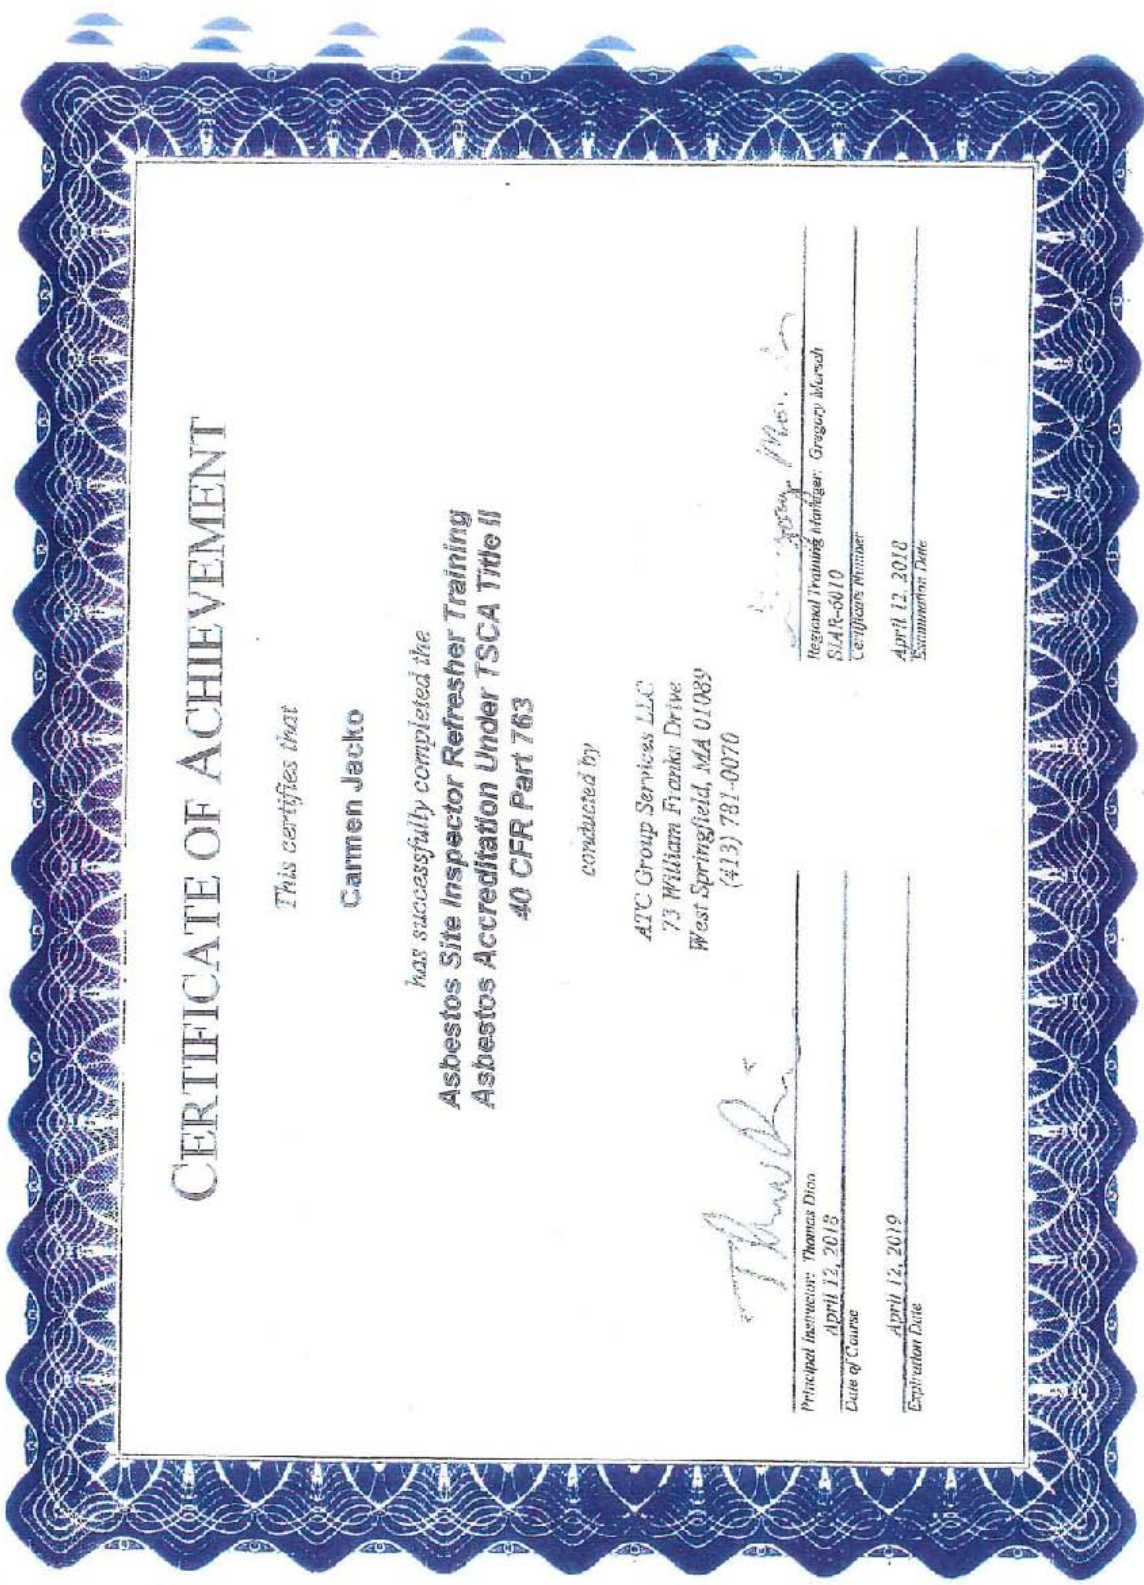 CERTIFICATE OF ACHIEVEMENT
This certifies that
Carmen Jacko
has successfully completed the
Asbestos Site Inspector Refresher Training
Asbestos Accreditation Under TSCA Title II
40 CFR Part 763
conducted by
ATC Group Services LLC
73 William Franks Drive
West Springfield, MA 01089
(413) 781-0070
Principal Instructor: Thomas Dion
April 12, 2018
Date of Course
April 12, 2019
Expiration Date
Regional Training Manager: Gregory Morsch
SIAR-6010
Certificate Number
April 12, 2018
Examination Date